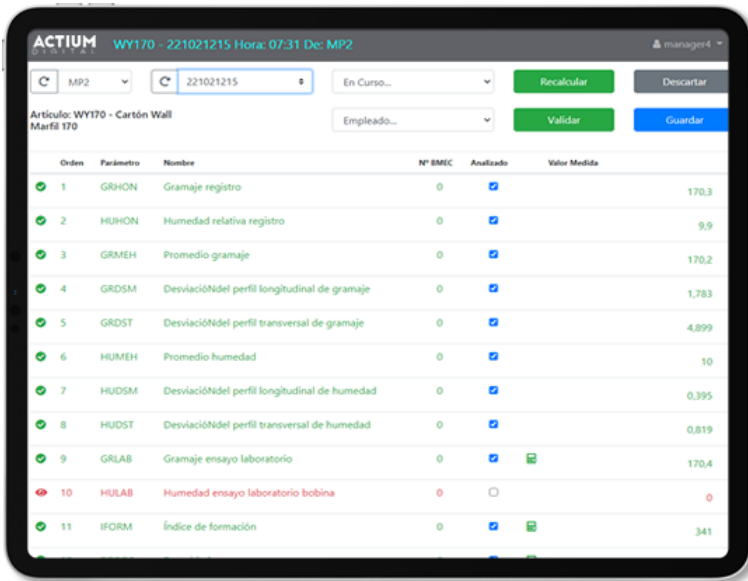 ACTIUM
DIGITAL
WY170 - 221021215 Hora: 07:31 De: MP2
manager4
MP2
221021215
En Curso...
Recalcular
Descartar
Artículo: WY170 - Cartón Wall
Marfil 170
Empleado...
Validar
Guardar
Orden Parámetro Nombre Nº BMEC Analizado Valor Medida
1 GRHON Gramaje registro 0 170,3
2 HUHON Humedad relativa registro 0 9,9
3 GRMEH Promedio gramaje 0 170,2
4 GRDSM DesviacióNdel perfil longitudinal de gramaje 0 1,783
5 GRDST DesviacióNdel perfil transversal de gramaje 0 4,899
6 HUMEH Promedio humedad 0 10
7 HUDSM DesviacióNdel perfil longitudinal de humedad 0 0,395
8 HUDST DesviacióNdel perfil transversal de humedad 0 0,819
9 GRLAB Gramaje ensayo laboratorio 0 170,4
10 HULAB Humedad ensayo laboratorio bobina 0 0
11 IFORM Índice de formación 0 341